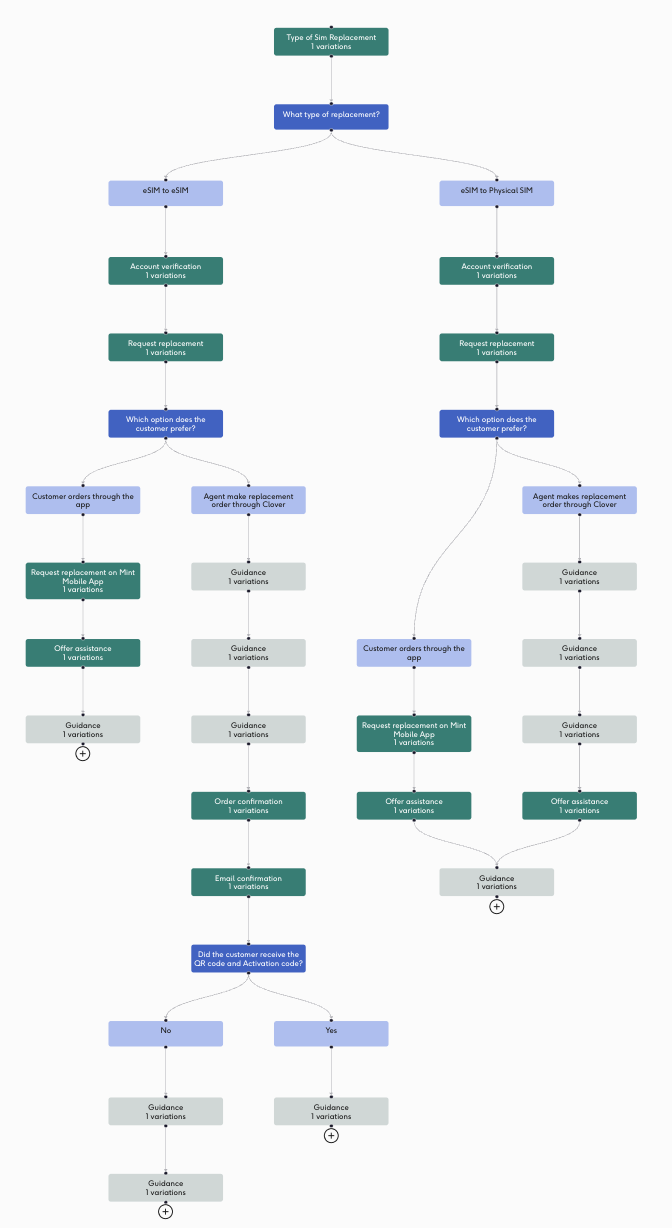 Type of Sim Replacement
1 variations
What type of replacement?
eSIM to eSIM
eSIM to Physical SIM
Account verification
1 variations
Account verification
1 variations
Request replacement
1 variations
Request replacement
1 variations
Which option does the
customer prefer?
Which option does the
customer prefer?
Customer orders through the
app
Agent make replacement
order through Clover
Agent makes replacement
order through Clover
Request replacement on Mint
Mobile App
1 variations
Guidance
1 variations
Guidance
1 variations
Offer assistance
1 variations
Guidance
1 variations
Customer orders through the
app
Guidance
1 variations
Guidance
1 variations
Guidance
1 variations
Request replacement on Mint
Mobile App
1 variations
Guidance
1 variations
Order confirmation
1 variations
Offer assistance
1 variations
Offer assistance
1 variations
Email confirmation
1 variations
Guidance
1 variations
Did the customer receive the
QR code and Activation code?
No
Yes
Guidance
1 variations
Guidance
1 variations
Guidance
1 variations